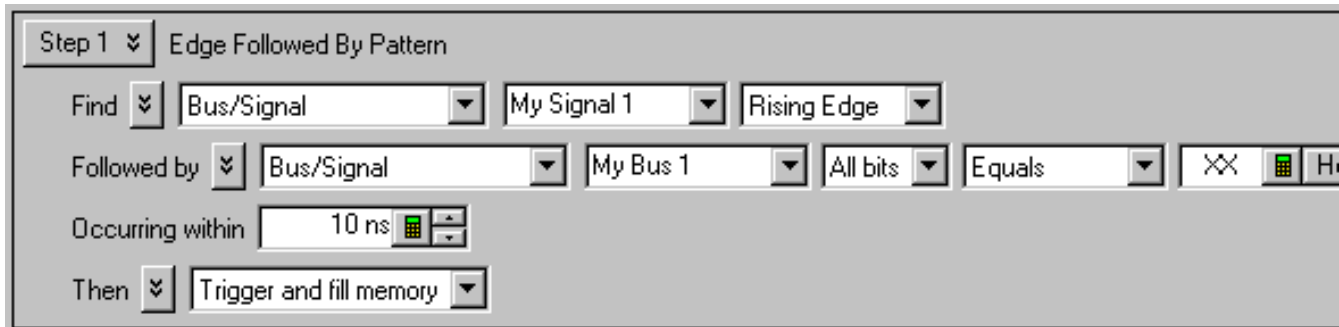 Step 1 Edge Followed By Pattern
Find Bus/Signal My Signal 1 Rising Edge
Followed by Bus/Signal My Bus 1 All bits Equals XX
Occurring within 10 ns
Then Trigger and fill memory